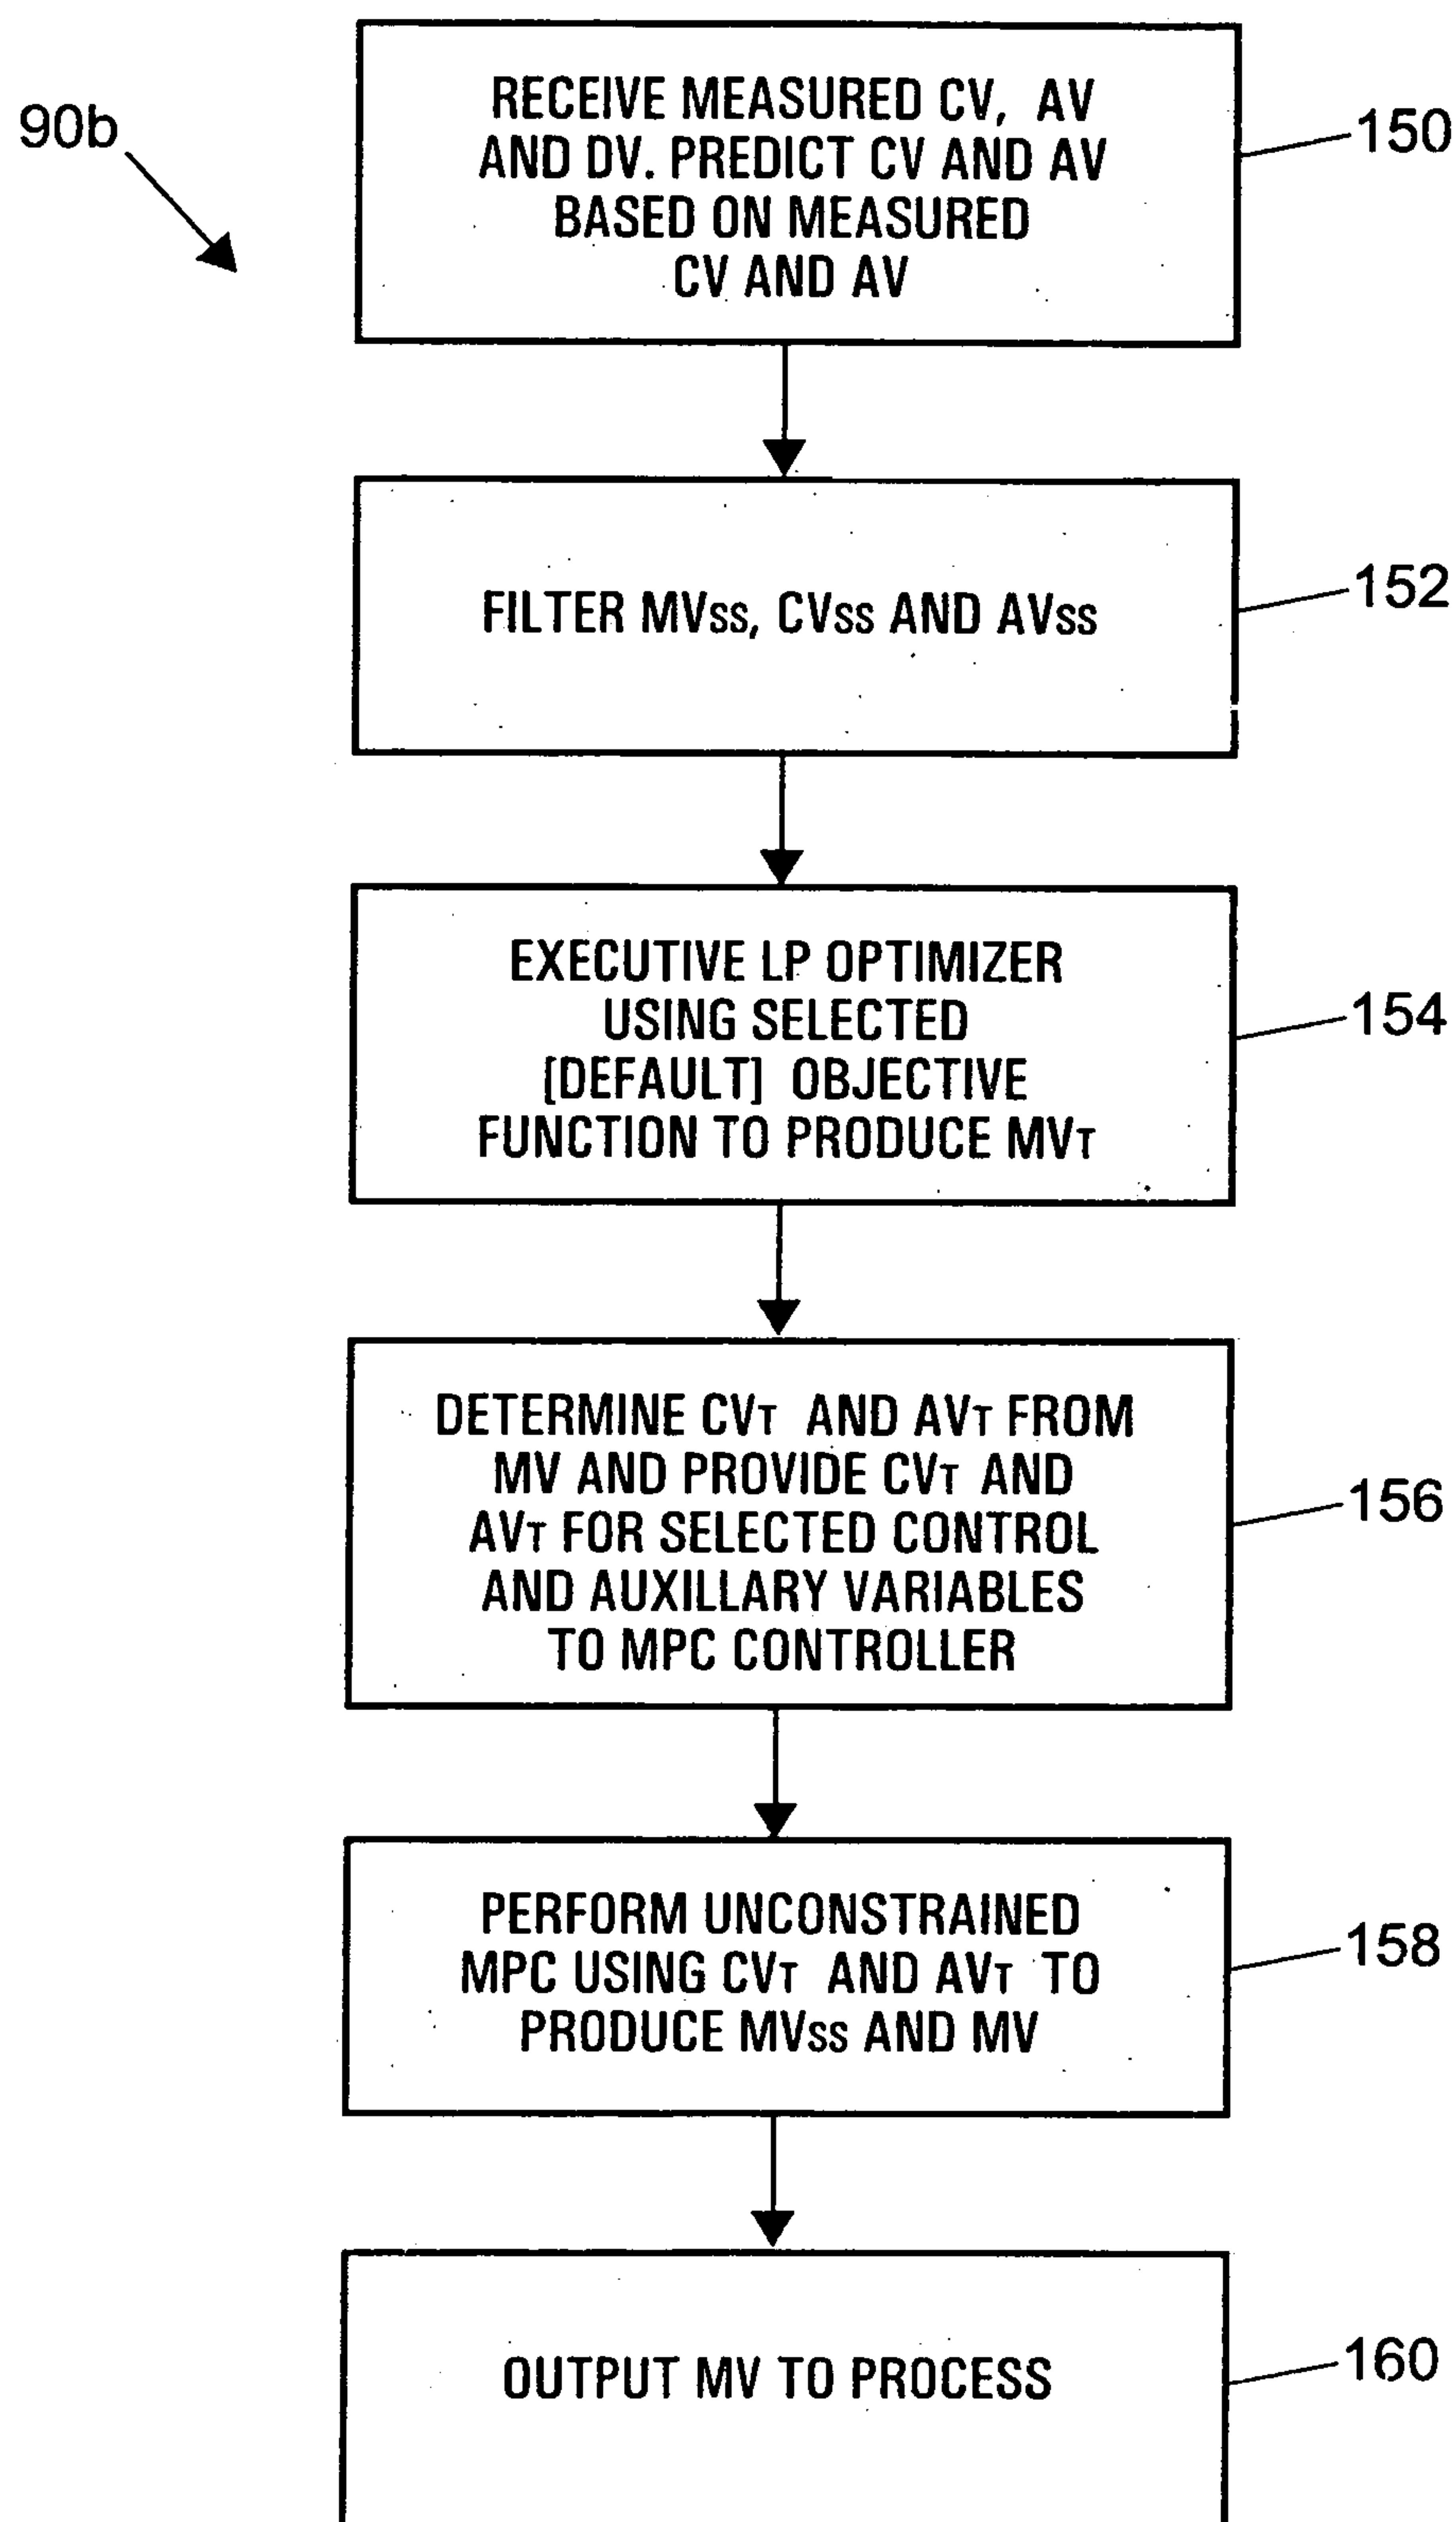 90b
RECEIVE MEASURED CV, AV
AND DV. PREDICT CV AND AV
BASED ON MEASURED
CV AND AV
150
FILTER MVSS, CVSS AND AVSS
152
EXECUTIVE LP OPTIMIZER
USING SELECTED
[DEFAULT] OBJECTIVE
FUNCTION TO PRODUCE MVT
154
DETERMINE CVT AND AVT FROM
MV AND PROVIDE CVT AND
AVT FOR SELECTED CONTROL
AND AUXILLARY VARIABLES
TO MPC CONTROLLER
156
PERFORM UNCONSTRAINED
MPC USING CVT AND AVT TO
PRODUCE MVSS AND MV
158
OUTPUT MV TO PROCESS
160